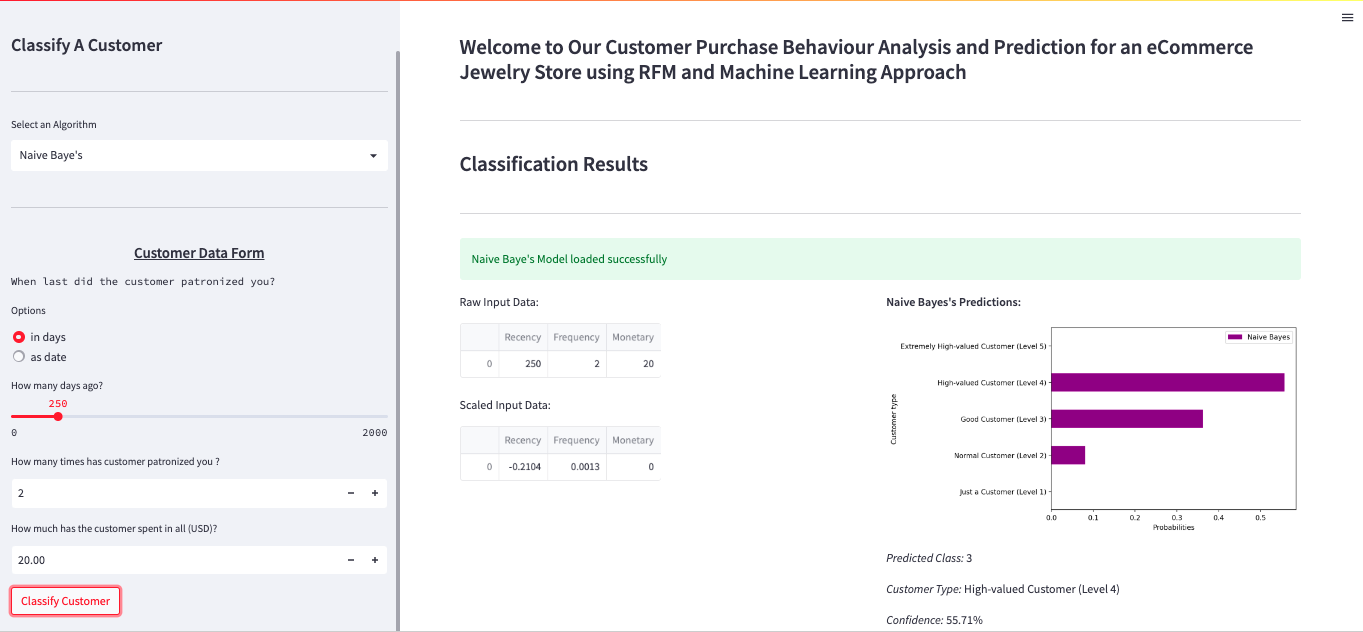 Classify A Customer
Select an Algorithm
Naive Baye's
Customer Data Form
When last did the customer patronized you?
Options
in days
as date
How many days ago?
250
0 2000
How many times has customer patronized you ?
2 − +
How much has the customer spent in all (USD)?
20.00 − +
Classify Customer
Welcome to Our Customer Purchase Behaviour Analysis and Prediction for an eCommerce
Jewelry Store using RFM and Machine Learning Approach
Classification Results
Naive Baye's Model loaded successfully
Raw Input Data:
Recency Frequency Monetary
0 250 2 20
Scaled Input Data:
Recency Frequency Monetary
0 -0.2104 0.0013 0
Naive Bayes's Predictions:
Naive Bayes
Extremely High-valued Customer (Level 5)
High-valued Customer (Level 4)
Good Customer (Level 3)
Normal Customer (Level 2)
Just a Customer (Level 1)
Customer type
0.0 0.1 0.2 0.3 0.4 0.5
Probabilities
Predicted Class: 3
Customer Type: High-valued Customer (Level 4)
Confidence: 55.71%